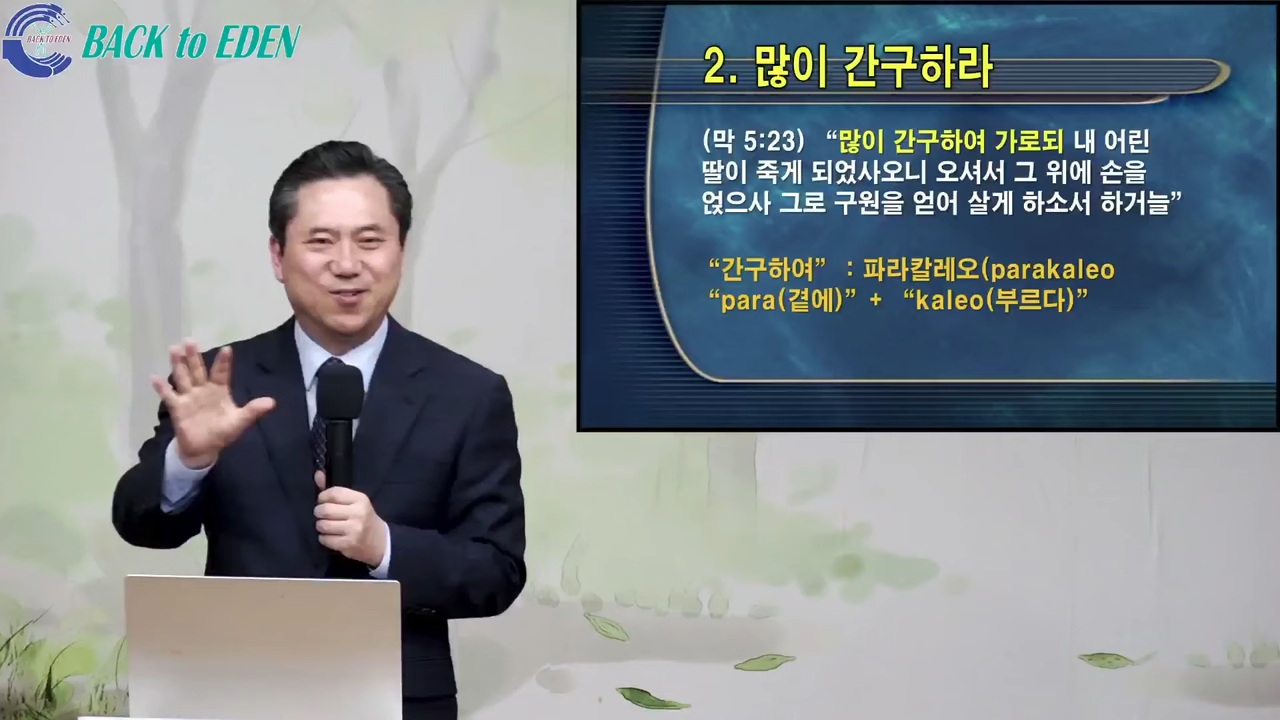 BACK TO EDEN
BACK to EDEN
2. 많이 간구하라
(막 5:23) “많이 간구하여 가로되 내 어린
딸이 죽게 되었사오니 오셔서 그 위에 손을
얹으사 그로 구원을 얻어 살게 하소서 하거늘”
“간구하여” : 파라칼레오(parakaleo
“para(곁에)” + “kaleo(부르다)”